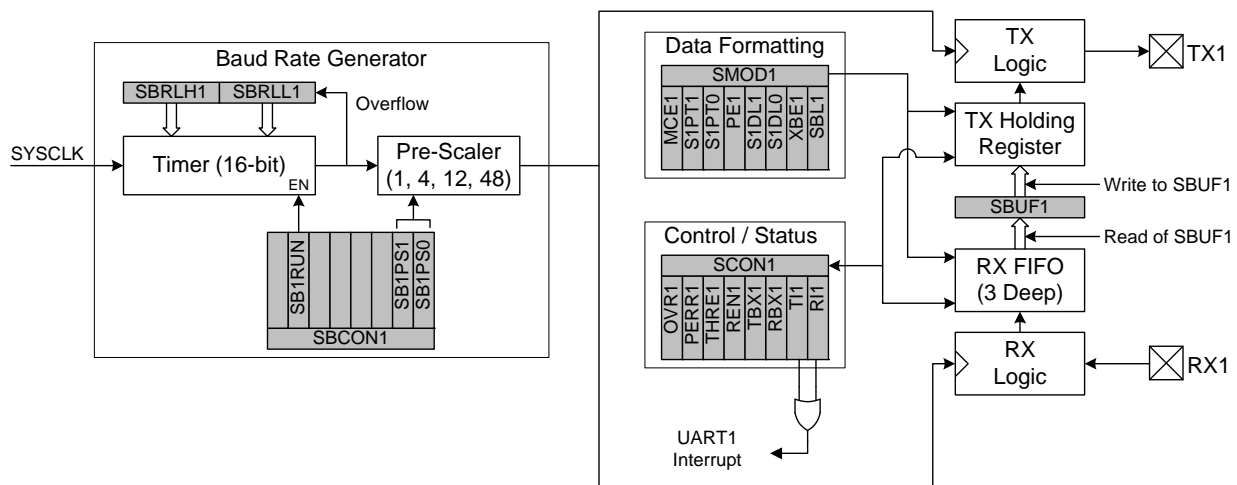 Baud Rate Generator
SBRLH1 SBRLL1
Overflow
SYSCLK
Timer (16-bit)
EN
Pre-Scaler
(1, 4, 12, 48)
SB1RUN
SB1PS1
SB1PS0
SBCON1
Data Formatting
SMOD1
MCE1
S1PT1
S1PT0
PE1
S1DL1
S1DL0
XBE1
SBL1
Control / Status
SCON1
OVR1
PERR1
THRE1
REN1
TBX1
RBX1
TI1
RI1
UART1
Interrupt
TX
Logic
TX1
TX Holding
Register
Write to SBUF1
SBUF1
Read of SBUF1
RX FIFO
(3 Deep)
RX
Logic
RX1